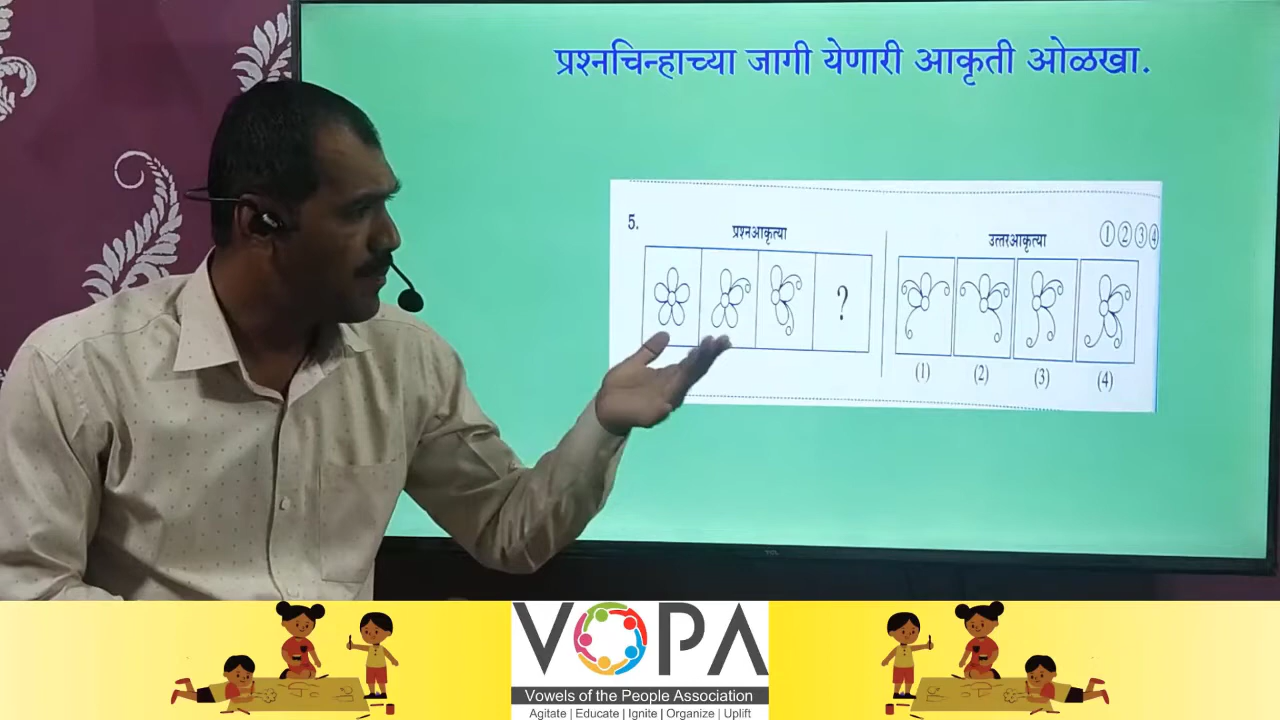 प्रश्नचिन्हाच्या जागी येणारी आकृती ओळखा.
5.
प्रश्नआकृत्या
उत्तरआकृत्या
① ② ③ ④
?
(1) (2) (3) (4)
TCL
VOPA
Vowels of the People Association
Agitate | Educate | Ignite | Organize | Uplift